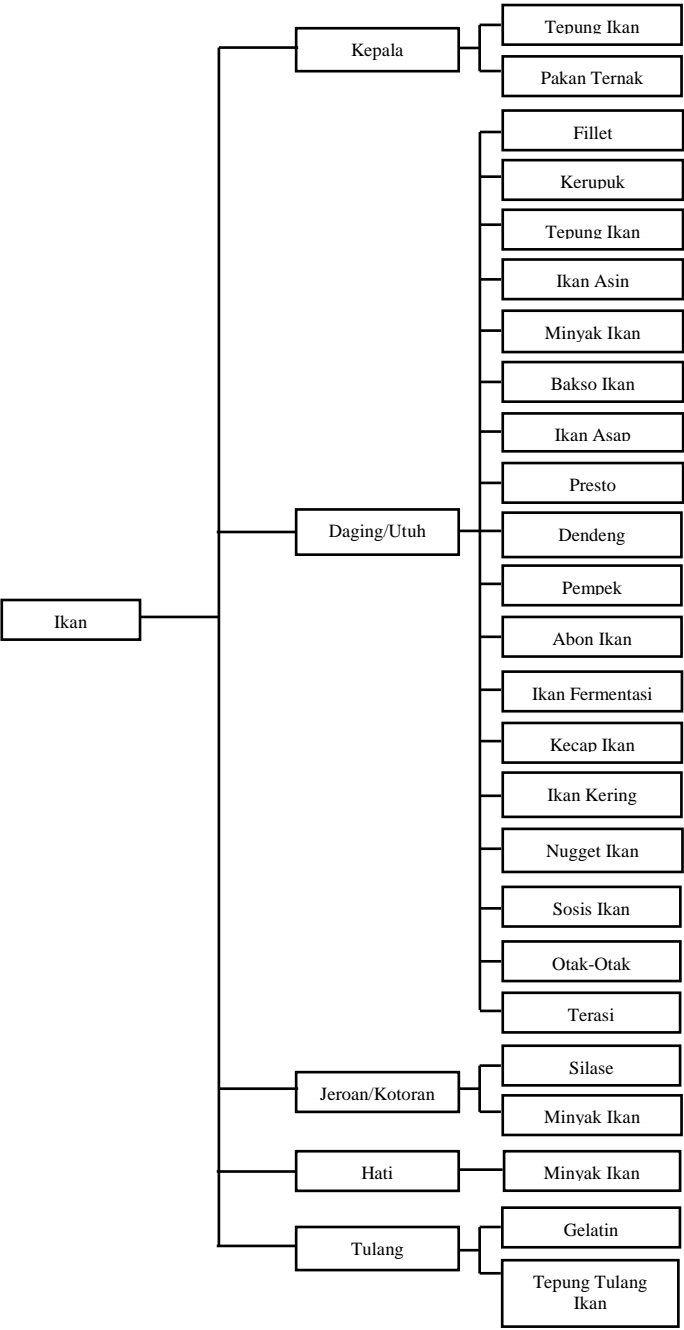 Tepung Ikan
Kepala
Pakan Ternak
Fillet
Kerupuk
Tepung Ikan
Ikan Asin
Minyak Ikan
Bakso Ikan
Ikan Asap
Presto
Daging/Utuh
Dendeng
Pempek
Ikan
Abon Ikan
Ikan Fermentasi
Kecap Ikan
Ikan Kering
Nugget Ikan
Sosis Ikan
Otak-Otak
Terasi
Silase
Jeroan/Kotoran
Minyak Ikan
Hati
Minyak Ikan
Gelatin
Tulang
Tepung Tulang
Ikan